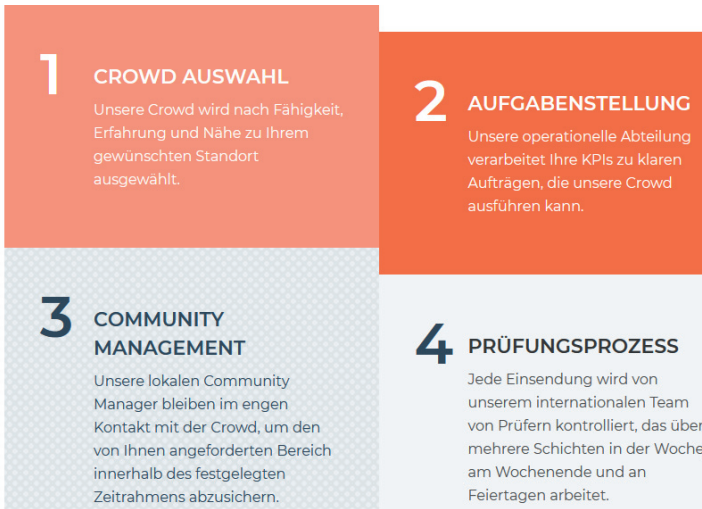 1
CROWD AUSWAHL
Unsere Crowd wird nach Fähigkeit,
Erfahrung und Nähe zu Ihrem
gewünschten Standort
ausgewählt.
2
AUFGABENSTELLUNG
Unsere operationelle Abteilung
verarbeitet Ihre KPIs zu klaren
Aufträgen, die unsere Crowd
ausführen kann.
3
COMMUNITY
MANAGEMENT
Unsere lokalen Community
Manager bleiben im engen
Kontakt mit der Crowd, um den
von Ihnen angeforderten Bereich
innerhalb des festgelegten
Zeitrahmens abzusichern.
4
PRÜFUNGSPROZESS
Jede Einsendung wird von
unserem internationalen Team
von Prüfern kontrolliert, das über
mehrere Schichten in der Woche
am Wochenende und an
Feiertagen arbeitet.